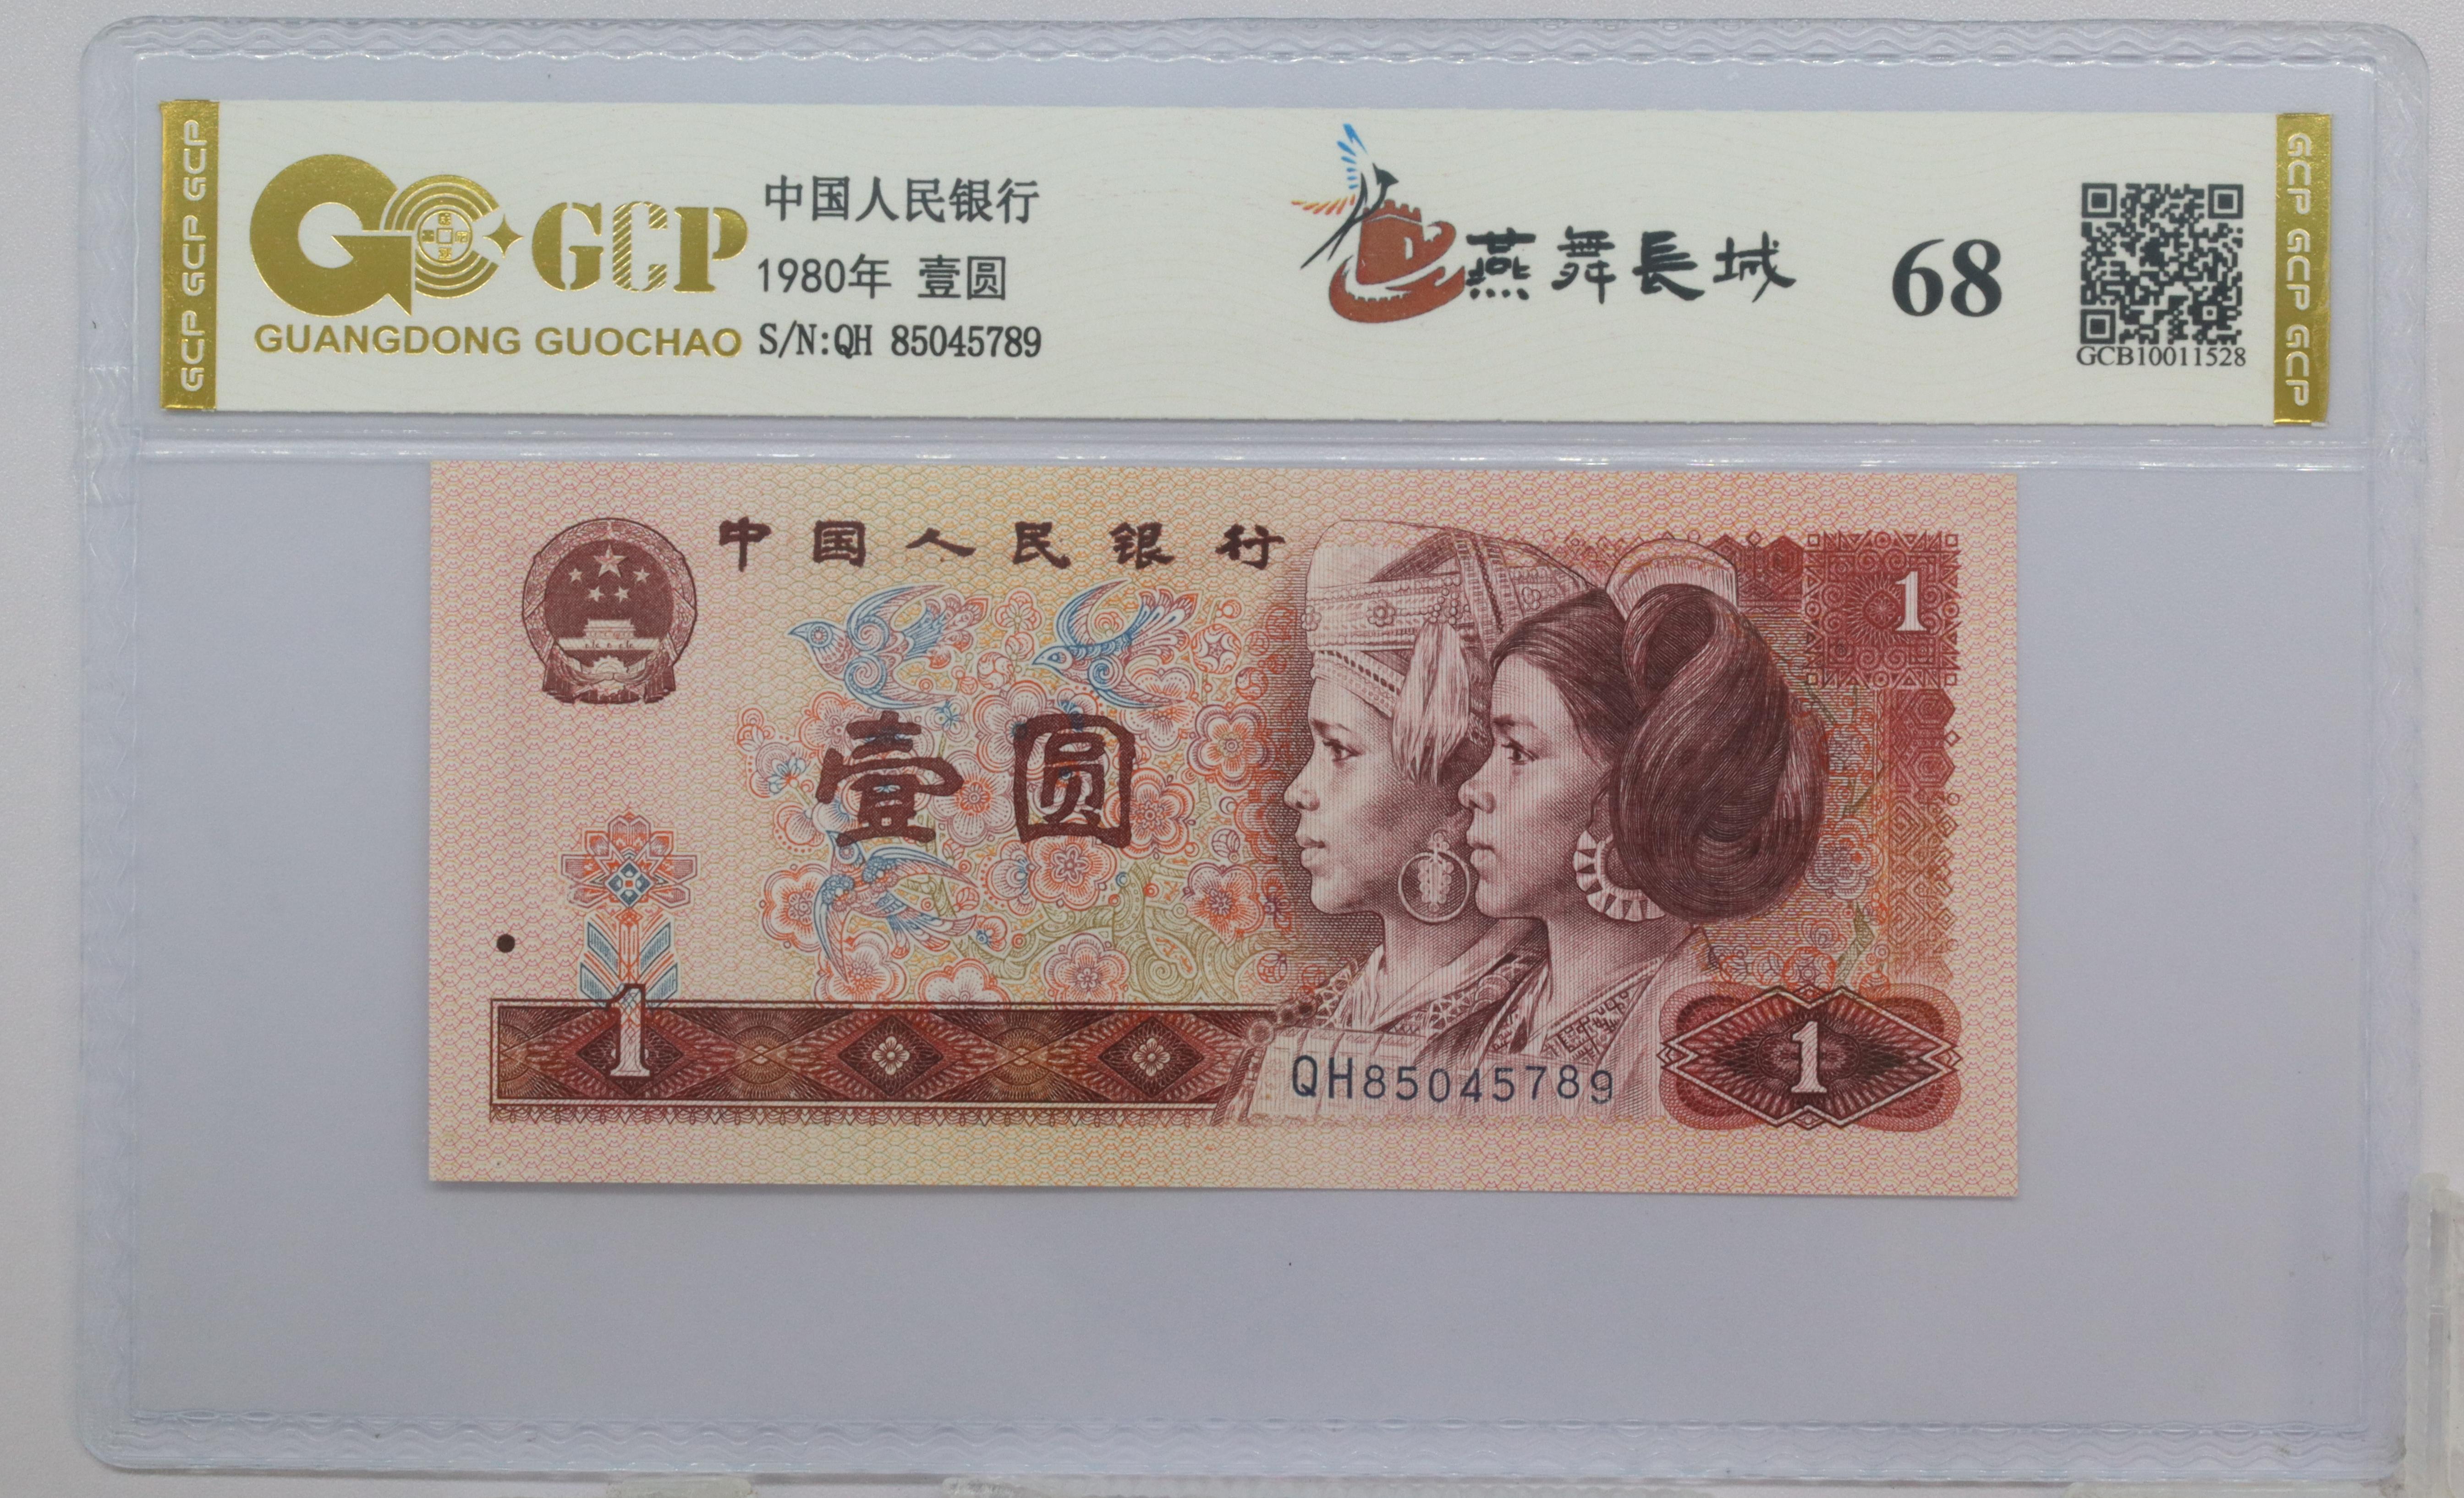 GCP GCP GCP
GCP
GUANGDONG GUOCHAO
中国人民银行
1980年 壹圆
S/N:QH 85045789
燕舞長城
68
GCB10011528
GCP GCP GCP
中国人民银行
1
壹圆
1
QH85045789
1